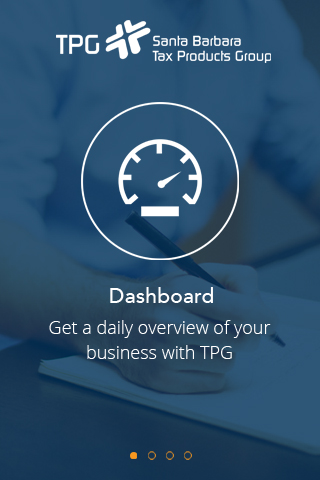 TPG
Santa Barbara
Tax Products Group
Dashboard
Get a daily overview of your
business with TPG